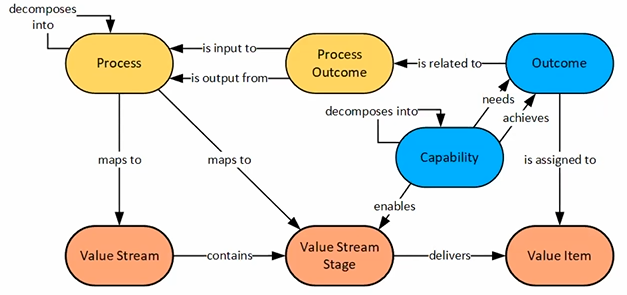 decomposes
into
Process
is input to
is output from
Process
Outcome
is related to
Outcome
decomposes into
needs
achieves
Capability
maps to
maps to
is assigned to
enables
Value Stream
contains
Value Stream
Stage
delivers
Value Item